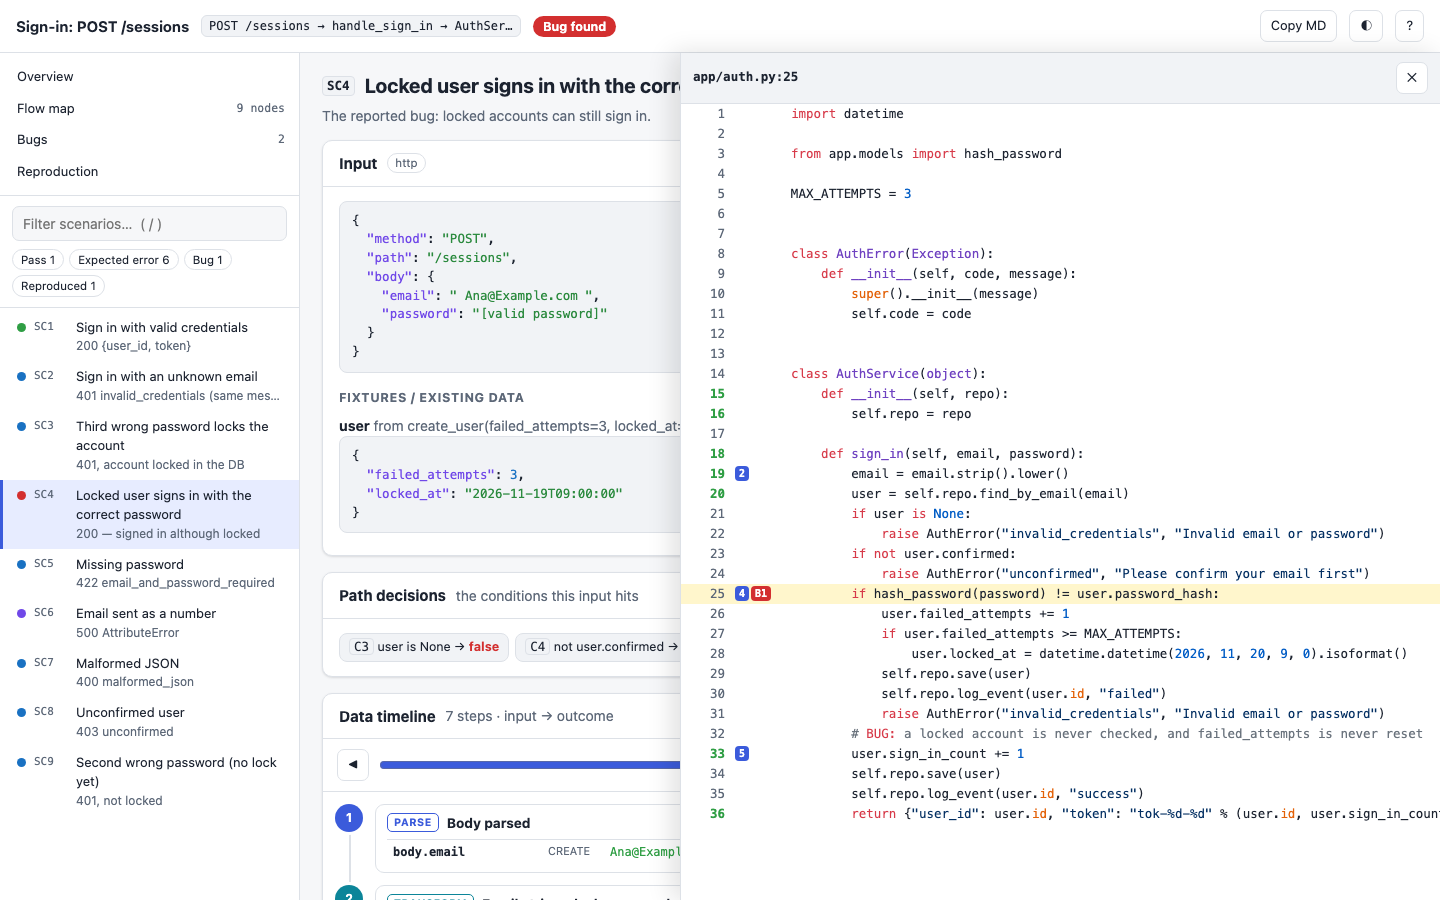 Sign-in: POST /sessions
POST /sessions → handle_sign_in → AuthSer…
Bug found
Copy MD
?
Overview
Flow map 9 nodes
Bugs 2
Reproduction
Filter scenarios… ( / )
Pass 1
Expected error 6
Bug 1
Reproduced 1
SC1 Sign in with valid credentials
200 {user_id, token}
SC2 Sign in with an unknown email
401 invalid_credentials (same mes…
SC3 Third wrong password locks the
account
401, account locked in the DB
SC4 Locked user signs in with the
correct password
200 — signed in although locked
SC5 Missing password
422 email_and_password_required
SC6 Email sent as a number
500 AttributeError
SC7 Malformed JSON
400 malformed_json
SC8 Unconfirmed user
403 unconfirmed
SC9 Second wrong password (no lock
yet)
401, not locked
SC4 Locked user signs in with the corr
The reported bug: locked accounts can still sign in.
Input http
{
"method": "POST",
"path": "/sessions",
"body": {
"email": " Ana@Example.com ",
"password": "[valid password]"
}
}
FIXTURES / EXISTING DATA
user from create_user(failed_attempts=3, locked_at=
{
"failed_attempts": 3,
"locked_at": "2026-11-19T09:00:00"
}
Path decisions the conditions this input hits
C3 user is None → false
C4 not user.confirmed →
Data timeline 7 steps · input → outcome
◀
1 PARSE Body parsed
body.email CREATE Ana@Exampl
2
app/auth.py:25 ×
1 import datetime
2
3 from app.models import hash_password
4
5 MAX_ATTEMPTS = 3
6
7
8 class AuthError(Exception):
9 def __init__(self, code, message):
10 super().__init__(message)
11 self.code = code
12
13
14 class AuthService(object):
15 def __init__(self, repo):
16 self.repo = repo
17
18 def sign_in(self, email, password):
19 2 email = email.strip().lower()
20 user = self.repo.find_by_email(email)
21 if user is None:
22 raise AuthError("invalid_credentials", "Invalid email or password")
23 if not user.confirmed:
24 raise AuthError("unconfirmed", "Please confirm your email first")
25 4 B1 if hash_password(password) != user.password_hash:
26 user.failed_attempts += 1
27 if user.failed_attempts >= MAX_ATTEMPTS:
28 user.locked_at = datetime.datetime(2026, 11, 20, 9, 0).isoformat()
29 self.repo.save(user)
30 self.repo.log_event(user.id, "failed")
31 raise AuthError("invalid_credentials", "Invalid email or password")
32 # BUG: a locked account is never checked, and failed_attempts is never reset
33 5 user.sign_in_count += 1
34 self.repo.save(user)
35 self.repo.log_event(user.id, "success")
36 return {"user_id": user.id, "token": "tok-%d-%d" % (user.id, user.sign_in_count